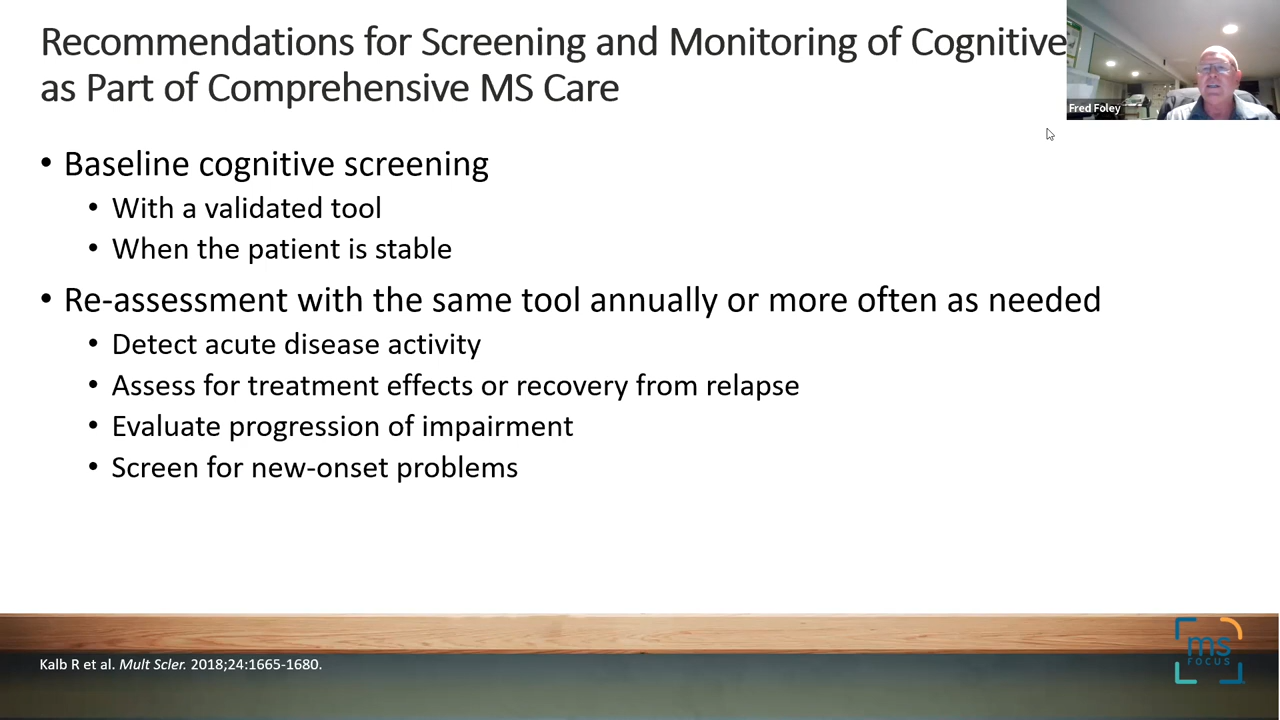 Recommendations for Screening and Monitoring of Cognitive
as Part of Comprehensive MS Care
Fred Foley
• Baseline cognitive screening
• With a validated tool
• When the patient is stable
• Re-assessment with the same tool annually or more often as needed
• Detect acute disease activity
• Assess for treatment effects or recovery from relapse
• Evaluate progression of impairment
• Screen for new-onset problems
Kalb R et al. Mult Scler. 2018;24:1665-1680.
ms
FOCUS